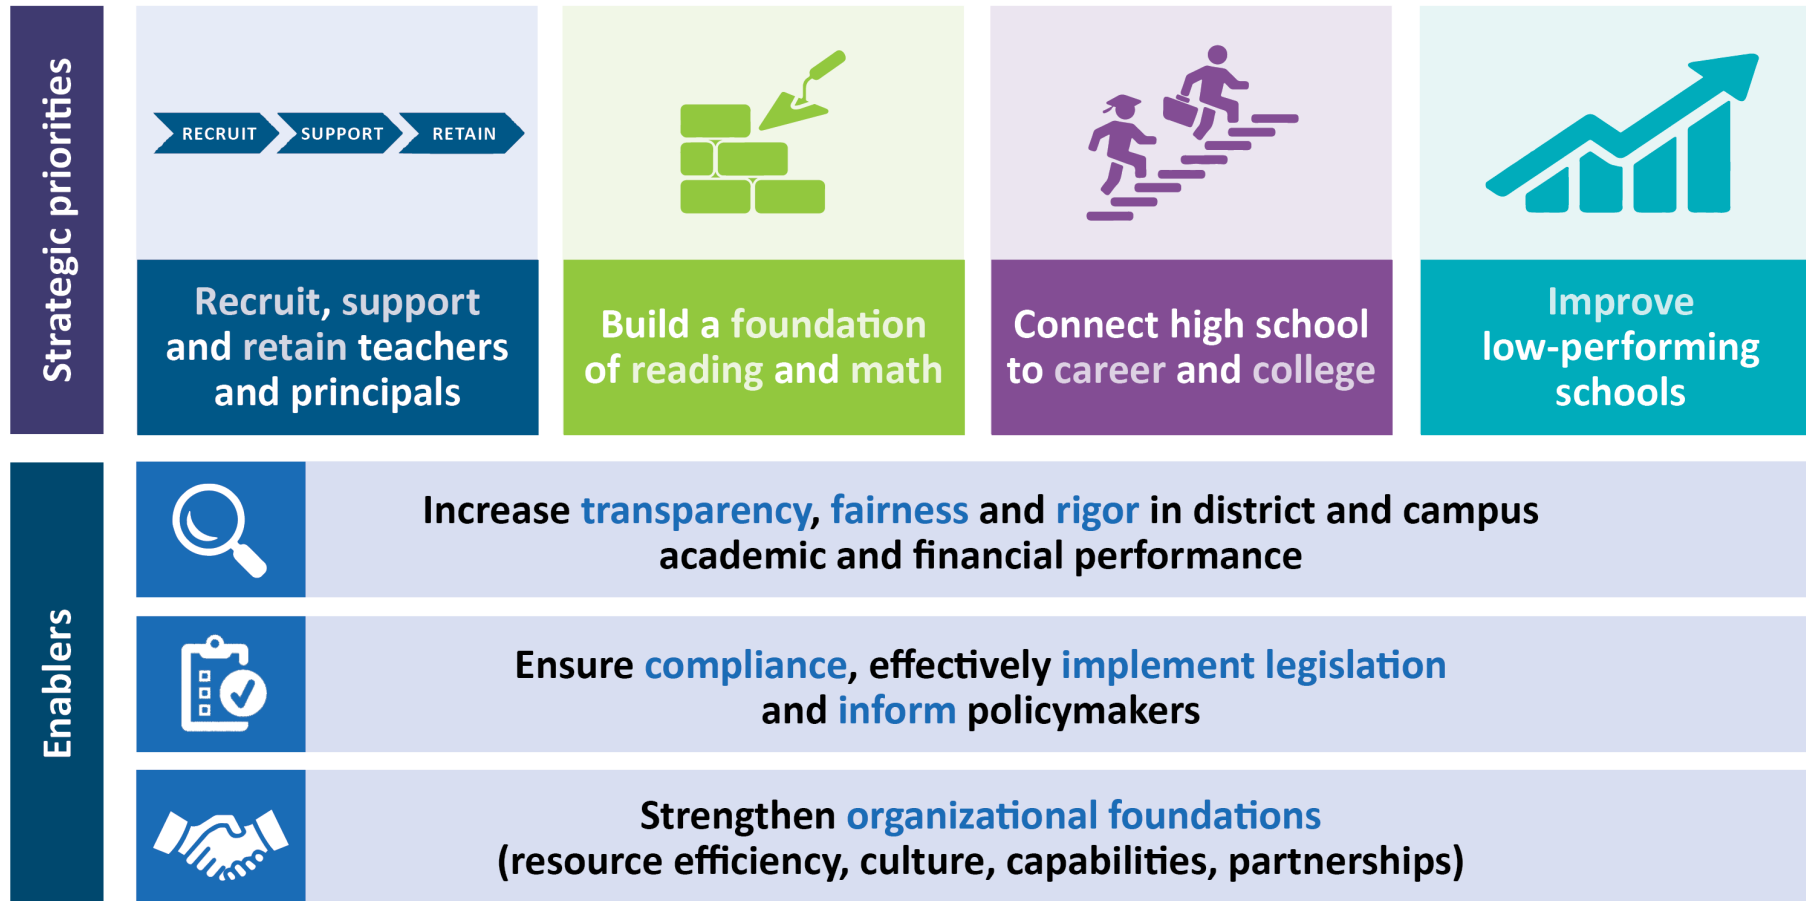 Strategic priorities
RECRUIT
SUPPORT
RETAIN
Recruit, support
and retain teachers
and principals
Build a foundation
of reading and math
Connect high school
to career and college
Improve
low-performing
schools
Enablers
Increase transparency, fairness and rigor in district and campus
academic and financial performance
Ensure compliance, effectively implement legislation
and inform policymakers
Strengthen organizational foundations
(resource efficiency, culture, capabilities, partnerships)